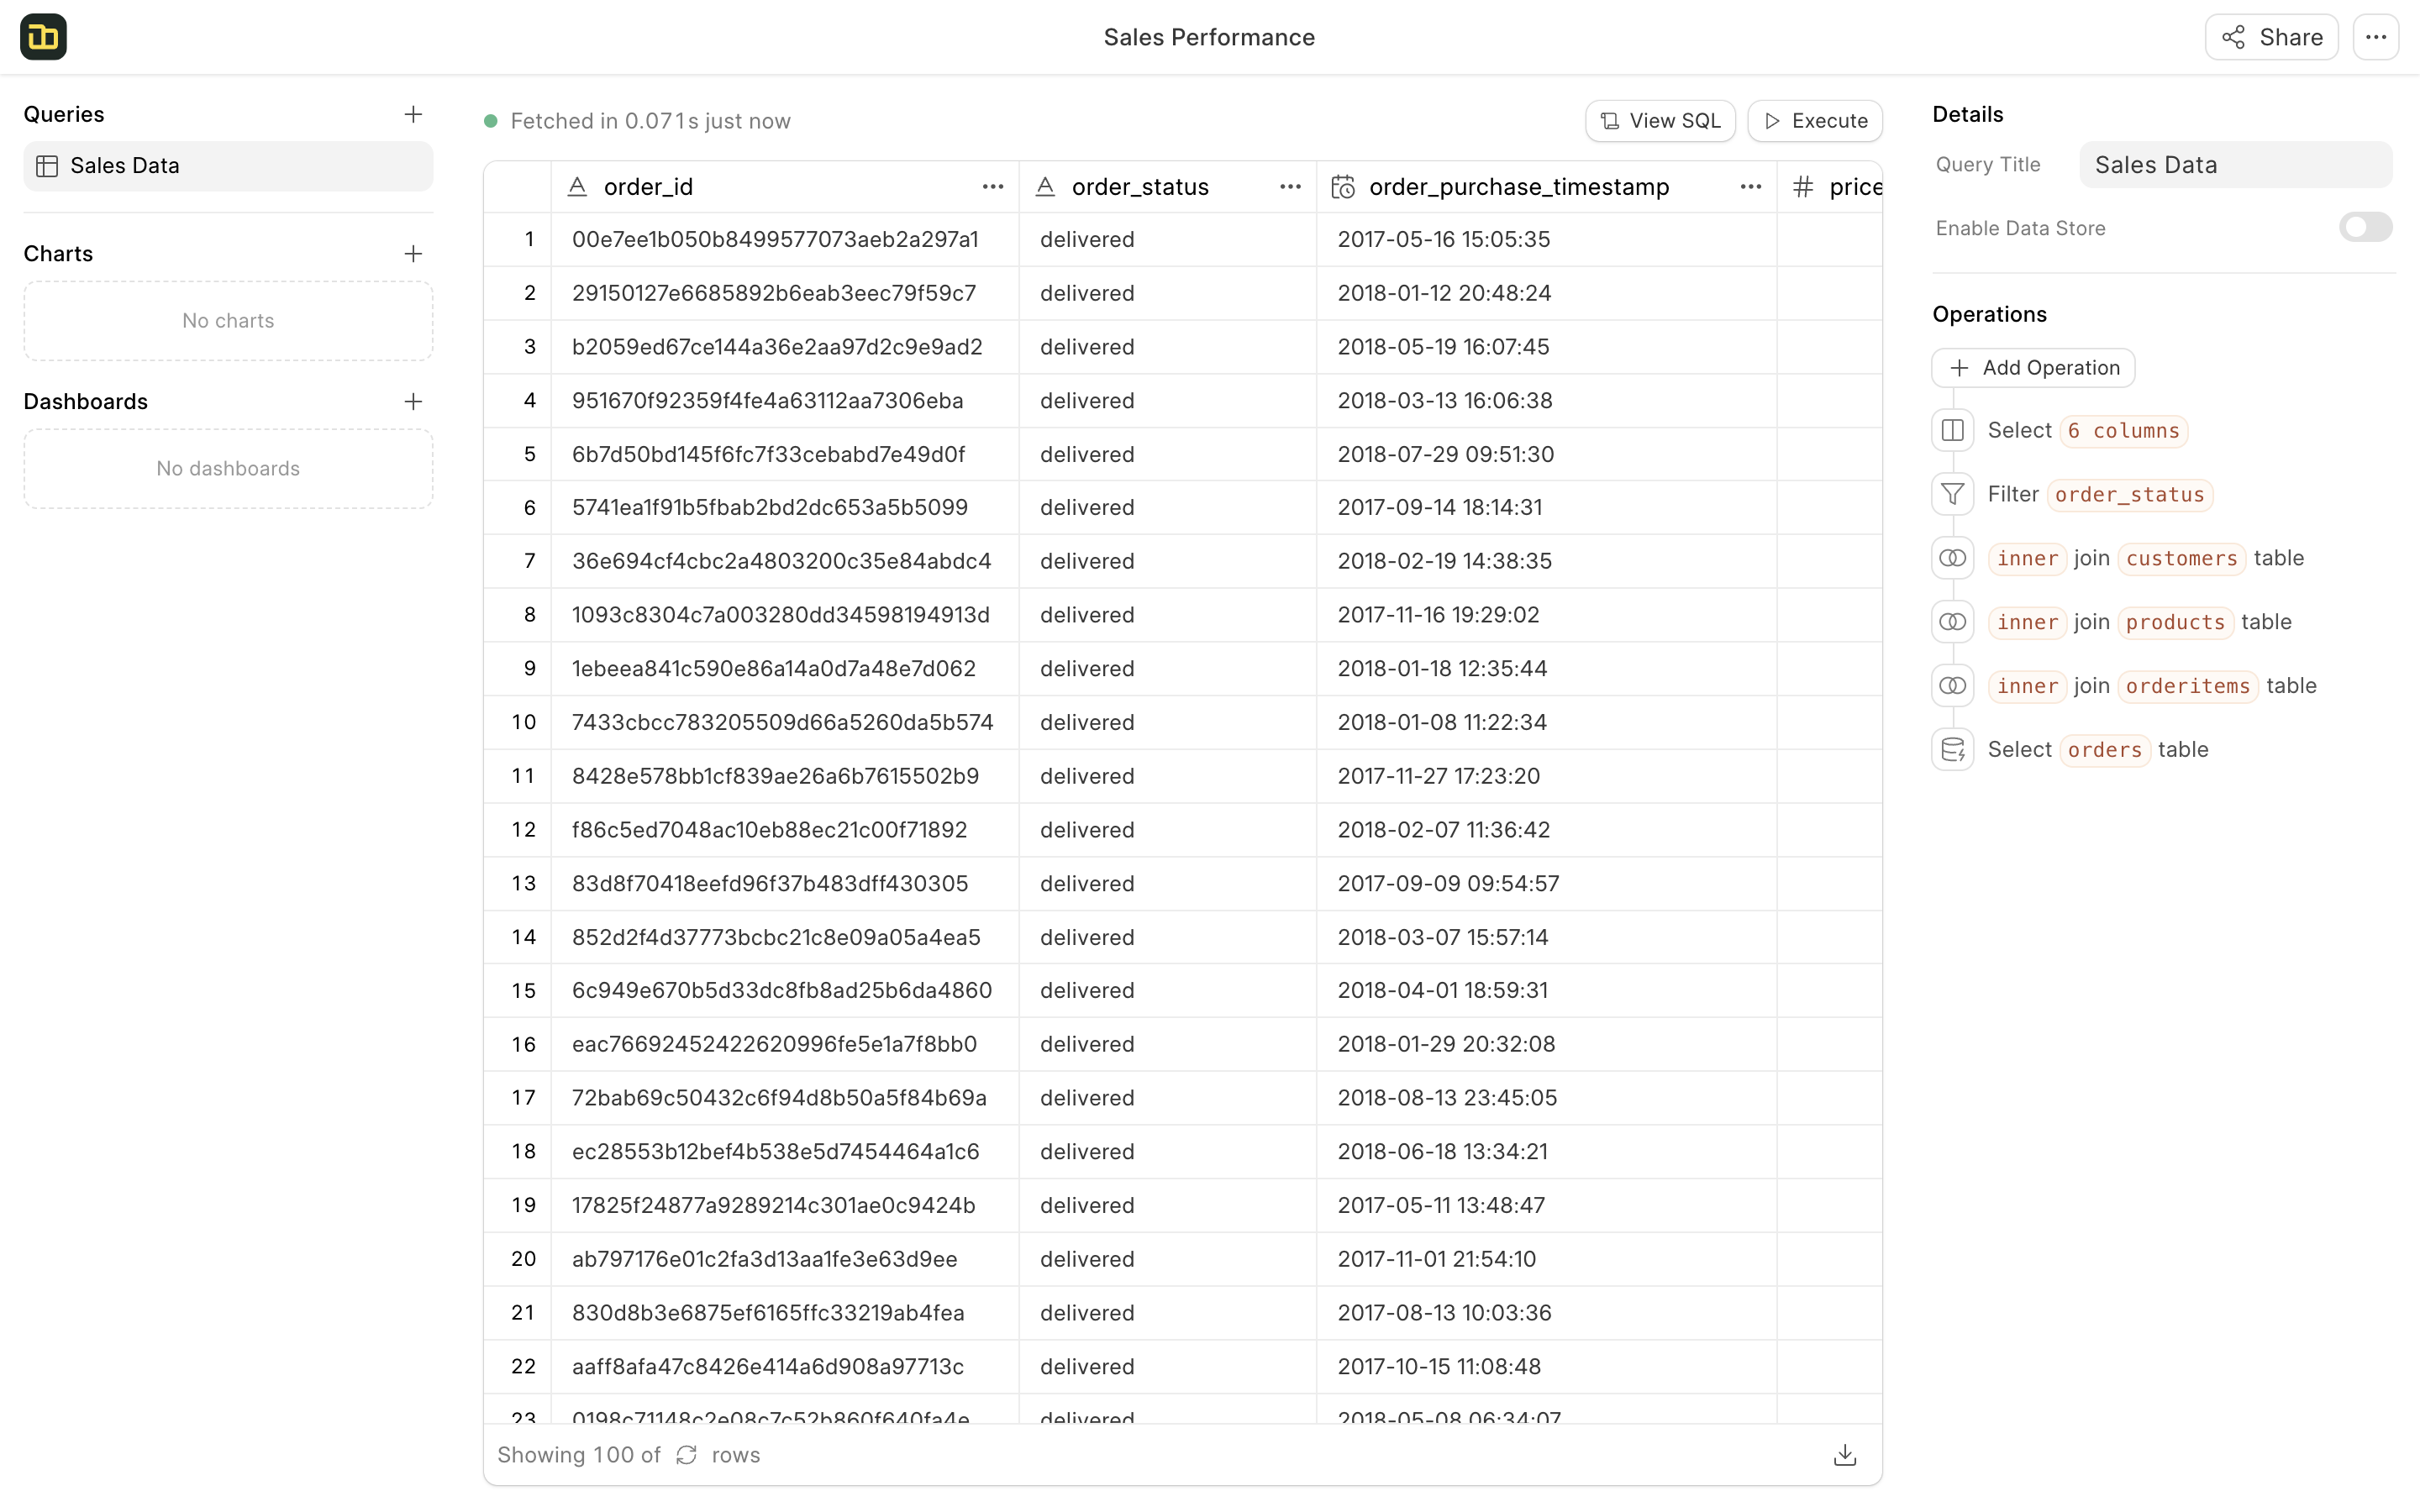 Sales Performance
Share
Queries
Sales Data
Charts
No charts
Dashboards
No dashboards
Fetched in 0.071s just now
View SQL
Execute
order_id order_status order_purchase_timestamp price
1 00e7ee1b050b8499577073aeb2a297a1 delivered 2017-05-16 15:05:35
2 29150127e6685892b6eab3eec79f59c7 delivered 2018-01-12 20:48:24
3 b2059ed67ce144a36e2aa97d2c9e9ad2 delivered 2018-05-19 16:07:45
4 951670f92359f4fe4a63112aa7306eba delivered 2018-03-13 16:06:38
5 6b7d50bd145f6fc7f33cebabd7e49d0f delivered 2018-07-29 09:51:30
6 5741ea1f91b5fbab2bd2dc653a5b5099 delivered 2017-09-14 18:14:31
7 36e694cf4cbc2a4803200c35e84abdc4 delivered 2018-02-19 14:38:35
8 1093c8304c7a003280dd34598194913d delivered 2017-11-16 19:29:02
9 1ebeea841c590e86a14a0d7a48e7d062 delivered 2018-01-18 12:35:44
10 7433cbcc783205509d66a5260da5b574 delivered 2018-01-08 11:22:34
11 8428e578bb1cf839ae26a6b7615502b9 delivered 2017-11-27 17:23:20
12 f86c5ed7048ac10eb88ec21c00f71892 delivered 2018-02-07 11:36:42
13 83d8f70418eefd96f37b483dff430305 delivered 2017-09-09 09:54:57
14 852d2f4d37773bcbc21c8e09a05a4ea5 delivered 2018-03-07 15:57:14
15 6c949e670b5d33dc8fb8ad25b6da4860 delivered 2018-04-01 18:59:31
16 eac76692452422620996fe5e1a7f8bb0 delivered 2018-01-29 20:32:08
17 72bab69c50432c6f94d8b50a5f84b69a delivered 2018-08-13 23:45:05
18 ec28553b12bef4b538e5d7454464a1c6 delivered 2018-06-18 13:34:21
19 17825f24877a9289214c301ae0c9424b delivered 2017-05-11 13:48:47
20 ab797176e01c2fa3d13aa1fe3e63d9ee delivered 2017-11-01 21:54:10
21 830d8b3e6875ef6165ffc33219ab4fea delivered 2017-08-13 10:03:36
22 aaff8afa47c8426e414a6d908a97713c delivered 2017-10-15 11:08:48
23 0198c71148c2e08c7c52b860f640fa4e delivered 2018-05-08 06:34:07
Showing 100 of rows
Details
Query Title Sales Data
Enable Data Store
Operations
Add Operation
Select 6 columns
Filter order_status
inner join customers table
inner join products table
inner join orderitems table
Select orders table